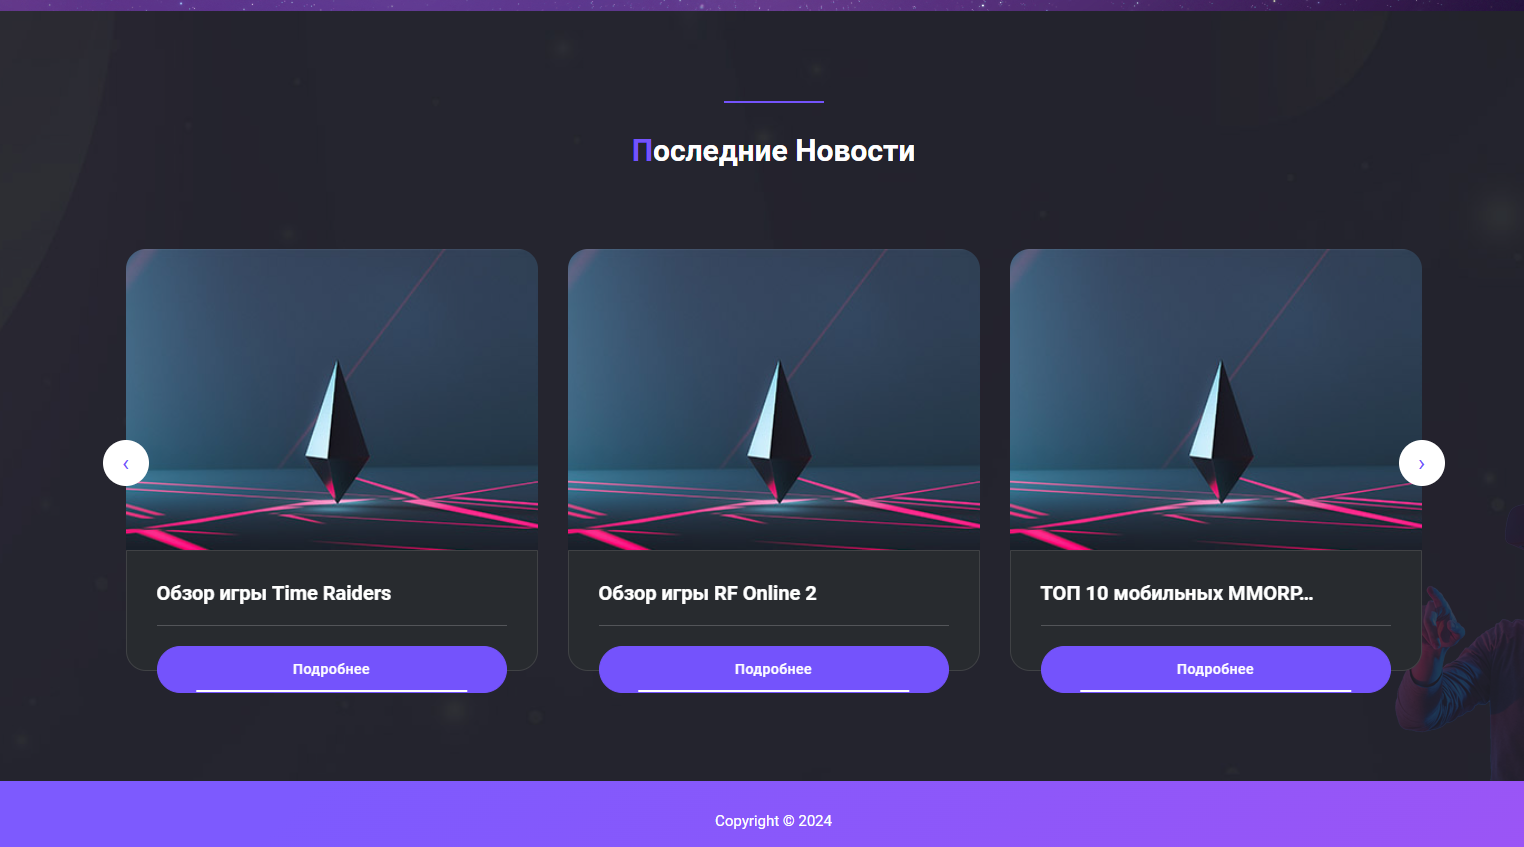 Последние Новости
‹
›
Обзор игры Time Raiders
Обзор игры RF Online 2
ТОП 10 мобильных MMORP...
Подробнее
Подробнее
Подробнее
Copyright © 2024